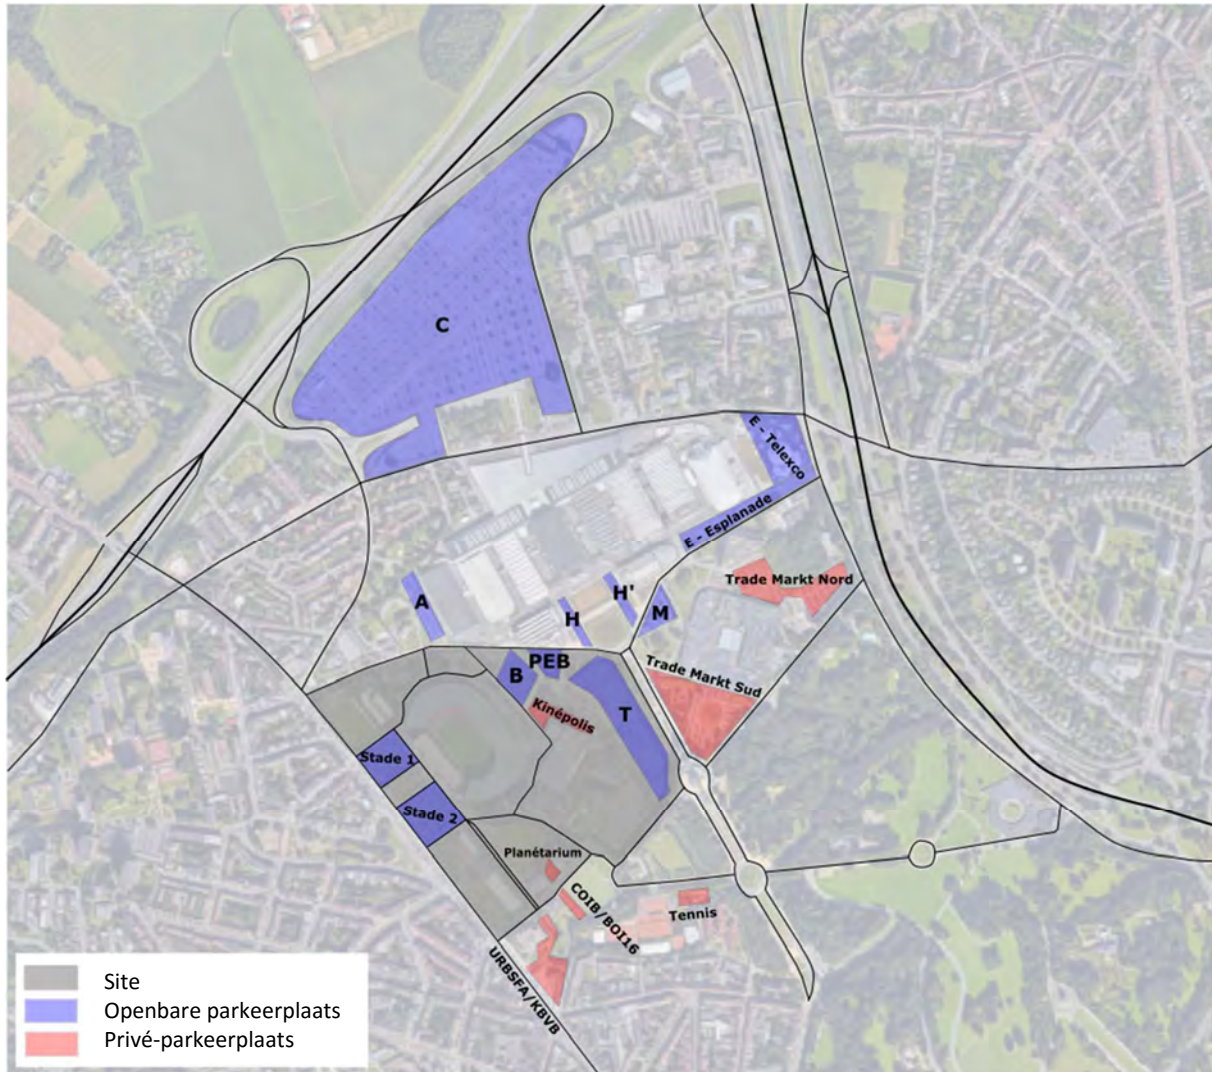 C
E - Telexco
E - Esplanade
Trade Markt Nord
A
H'
H
M
PEB
B
Trade Markt Sud
Kinépolis
T
Stade 1
Stade 2
Planétarium
COIB/BOI16
Tennis
URBSFA/KBVB
Site
Openbare parkeerplaats
Privé-parkeerplaats